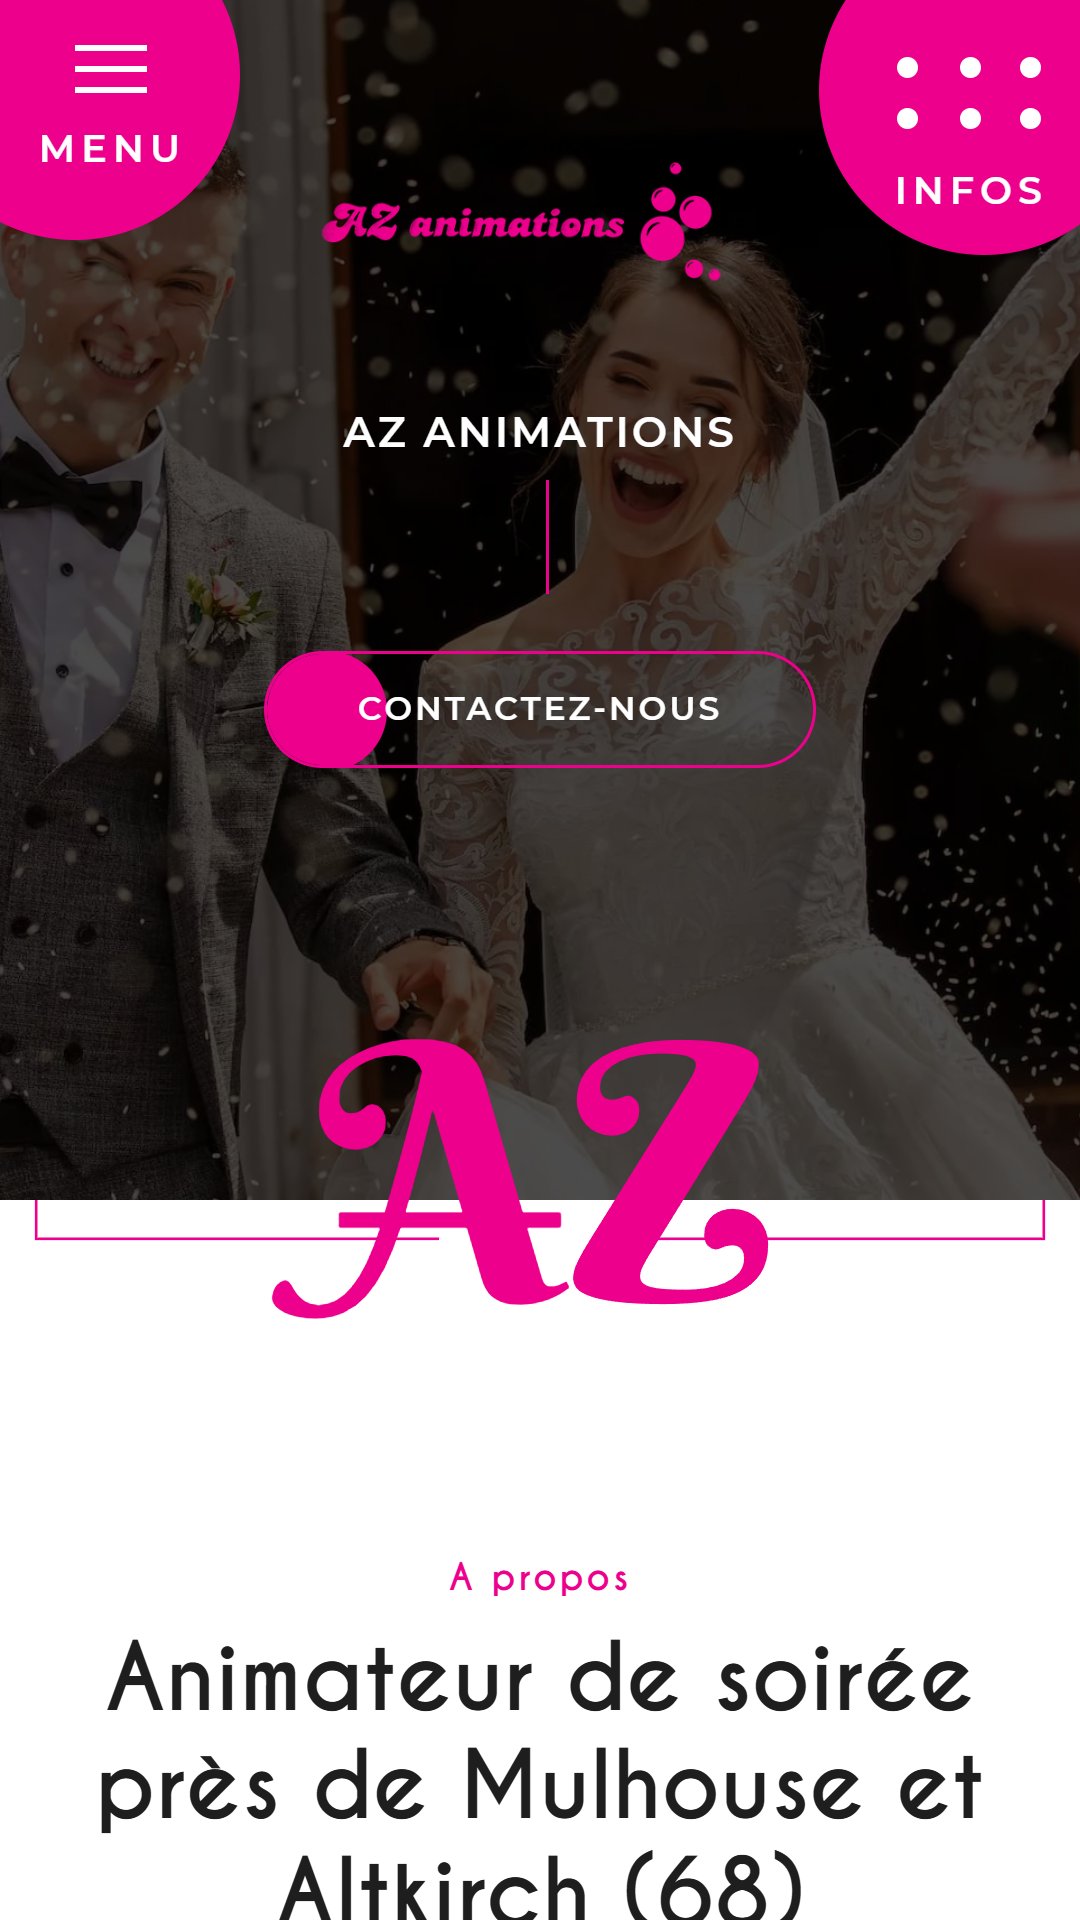 MENU
INFOS
AZ animations
AZ ANIMATIONS
CONTACTEZ-NOUS
AZ
A propos
Animateur de soirée
près de Mulhouse et
Altkirch (68)